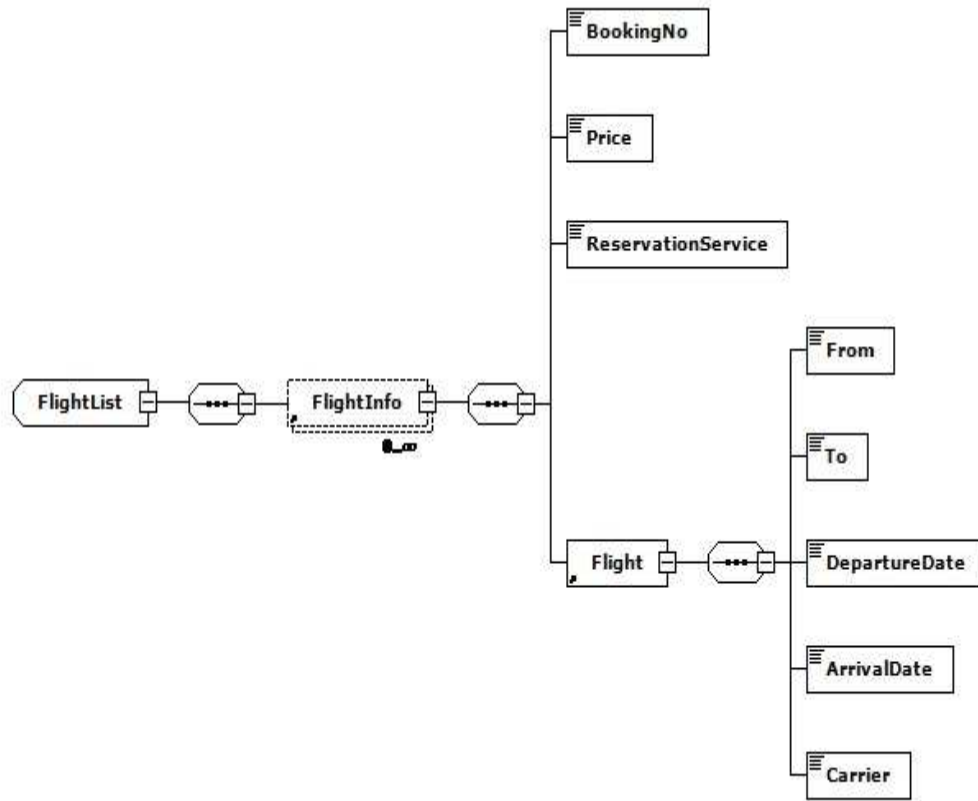 BookingNo
Price
ReservationService
From
FlightList
FlightInfo
0..∞
To
Flight
DepartureDate
ArrivalDate
Carrier